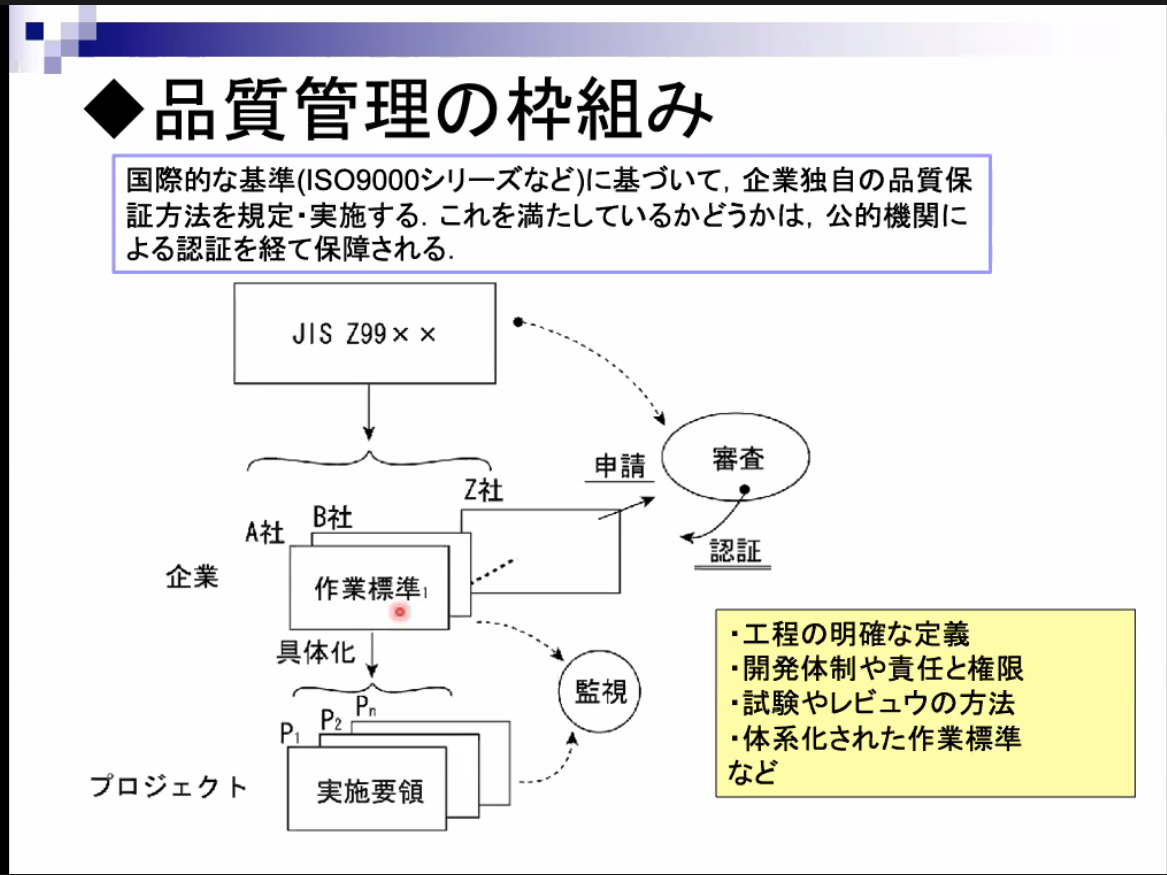 ◆品質管理の枠組み
国際的な基準(ISO9000シリーズなど)に基づいて，企業独自の品質保
証方法を規定・実施する．これを満たしているかどうかは，公的機関に
よる認証を経て保障される．
JIS Z99××
審査
申請
Z社
B社
A社
認証
企業
作業標準1
・工程の明確な定義
具体化
・開発体制や責任と権限
監視
・試験やレビュウの方法
Pn
P2
P1
・体系化された作業標準
など
プロジェクト
実施要領